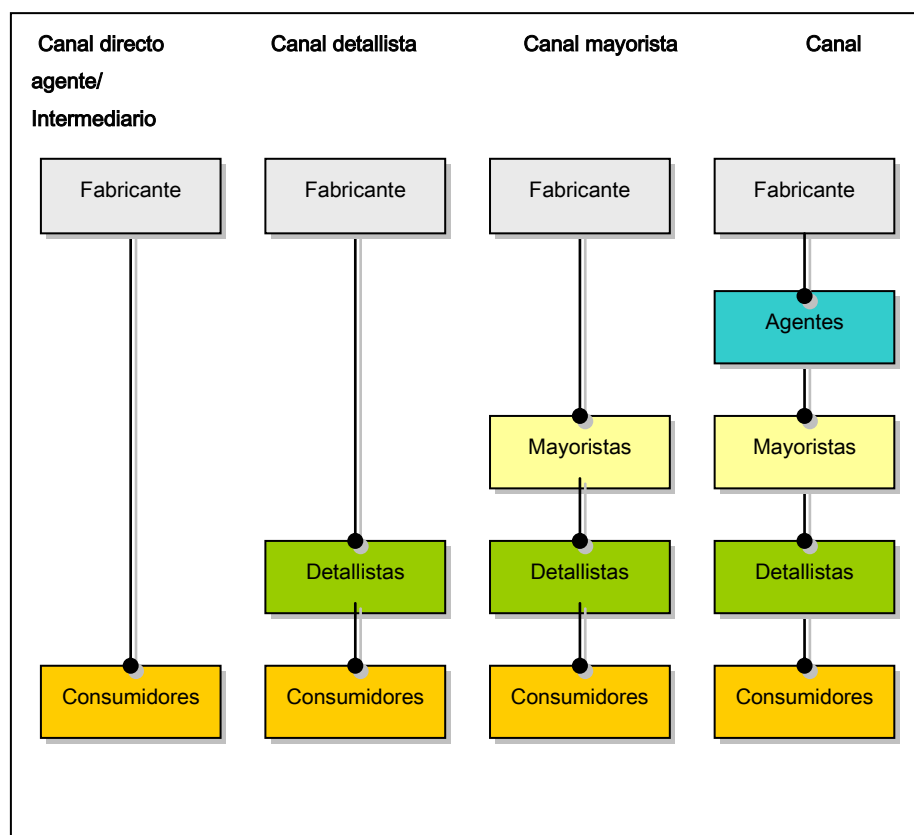 Canal directo Canal detallista Canal mayorista Canal
agente/
Intermediario
Fabricante Fabricante Fabricante Fabricante
Agentes
Mayoristas Mayoristas
Detallistas Detallistas Detallistas
Consumidores Consumidores Consumidores Consumidores